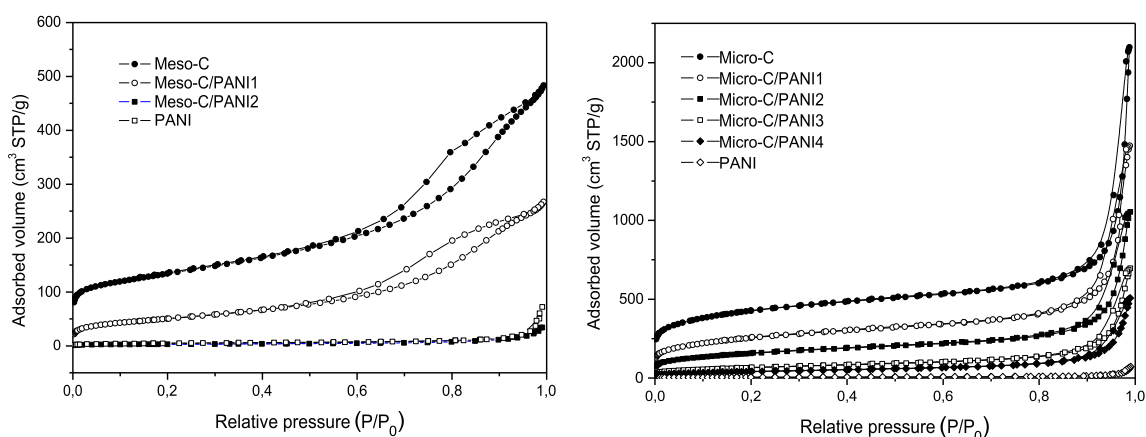 600
500
400
300
200
100
0
Adsorbed volume (cm³ STP/g)
Meso-C
Meso-C/PANI1
Meso-C/PANI2
PANI
0,0 0,2 0,4 0,6 0,8 1,0
Relative pressure (P/P₀)
2000
1500
1000
500
0
Adsorbed volume (cm³ STP/g)
Micro-C
Micro-C/PANI1
Micro-C/PANI2
Micro-C/PANI3
Micro-C/PANI4
PANI
0,0 0,2 0,4 0,6 0,8 1,0
Relative pressure (P/P₀)